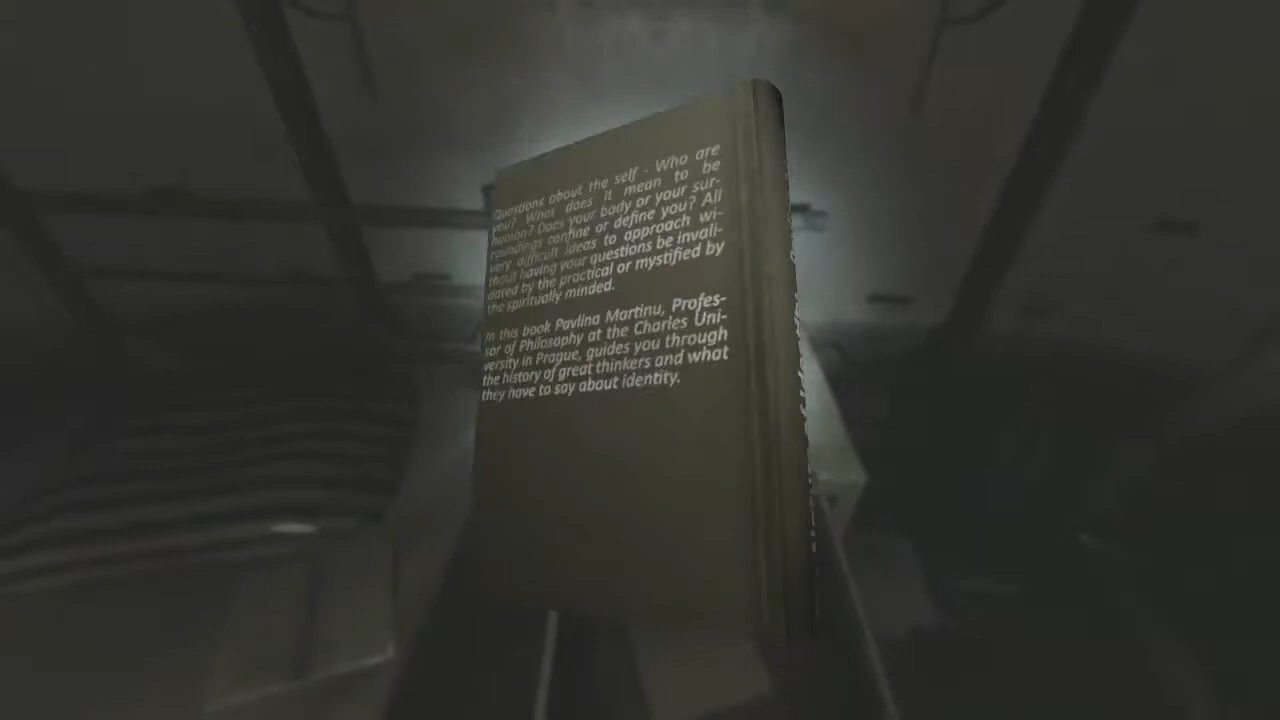 Questions about the self - Who are
you? What does it mean to be
human? Does your body or your sur-
roundings confine or define you? All
very difficult ideas to approach wi-
thout having your questions be invali-
dated by the practical or mystified by
the spiritually minded.
In this book Pavlina Martinu, Profes-
sor of Philosophy at the Charles Uni-
versity in Prague, guides you through
the history of great thinkers and what
they have to say about identity.